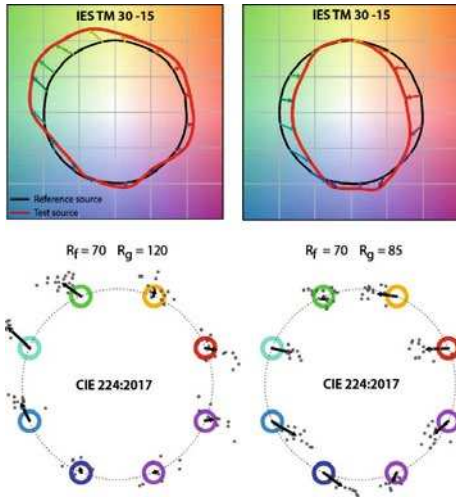 IES TM 30 -15
IES TM 30 -15
Reference source
Test source
Rf = 70 Rg = 120
Rf = 70 Rg = 85
CIE 224:2017
CIE 224:2017